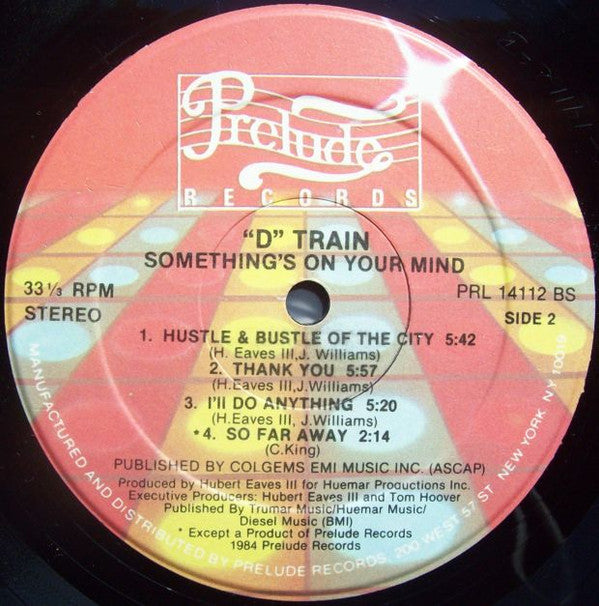 Prelude
RECORDS
"D" TRAIN
SOMETHING'S ON YOUR MIND
33 1/3 RPM
STEREO
PRL 14112 BS
SIDE 2
1. HUSTLE & BUSTLE OF THE CITY 5:42
(H. Eaves III, J. Williams)
2. THANK YOU 5:57
(H.Eaves III, J.Williams)
3. I'll DO ANYTHING 5:20
(H.Eaves III, J.Williams)
*4. SO FAR AWAY 2:14
(C.King)
PUBLISHED BY COLGEMS EMI MUSIC INC. (ASCAP)
Produced by Hubert Eaves III for Huemar Productions Inc.
Executive Producers: Hubert Eaves III and Tom Hoover
Published By Trumar Music/Huemar Music/
Diesel Music (BMI)
* Except a Product of Prelude Records
1984 Prelude Records
MANUFACTURED AND DISTRIBUTED BY PRELUDE RECORDS, 200 WEST 57 ST. NEW YORK, NY 10019